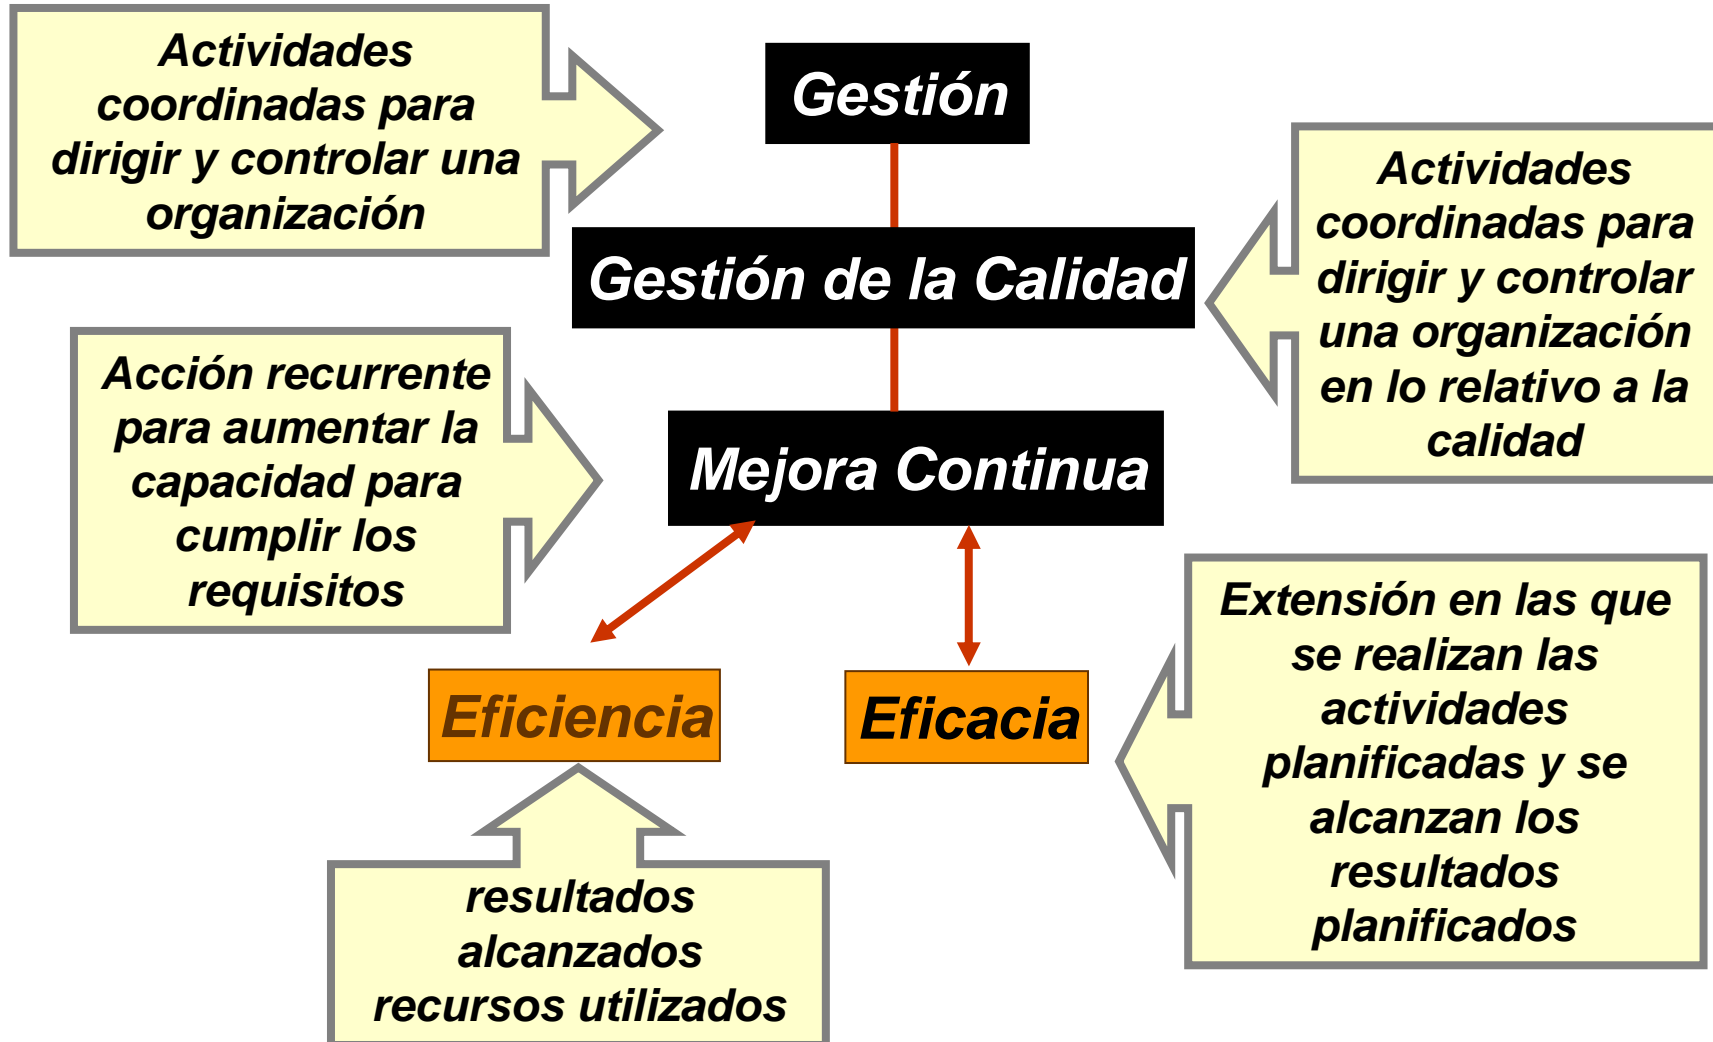 Actividades
coordinadas para
dirigir y controlar una
organización
Gestión
Gestión de la Calidad
Actividades
coordinadas para
dirigir y controlar
una organización
en lo relativo a la
calidad
Acción recurrente
para aumentar la
capacidad para
cumplir los
requisitos
Mejora Continua
Eficiencia
Eficacia
Extensión en las que
se realizan las
actividades
planificadas y se
alcanzan los
resultados
planificados
resultados
alcanzados
recursos utilizados